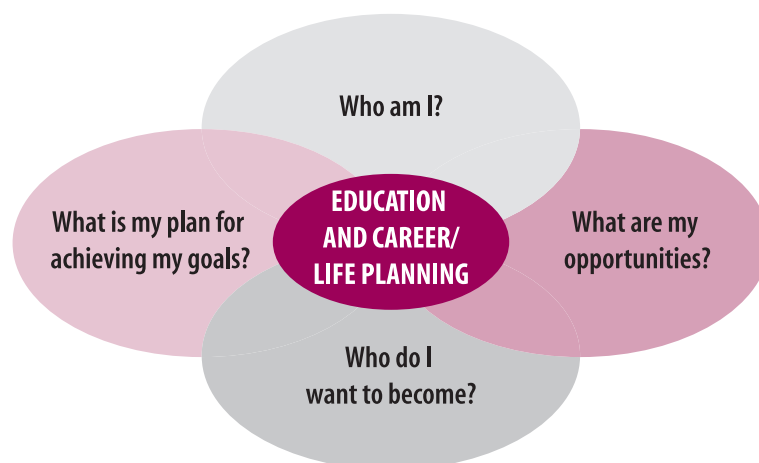 Who am I?
What is my plan for
achieving my goals?
EDUCATION
AND CAREER/
LIFE PLANNING
What are my
opportunities?
Who do I
want to become?